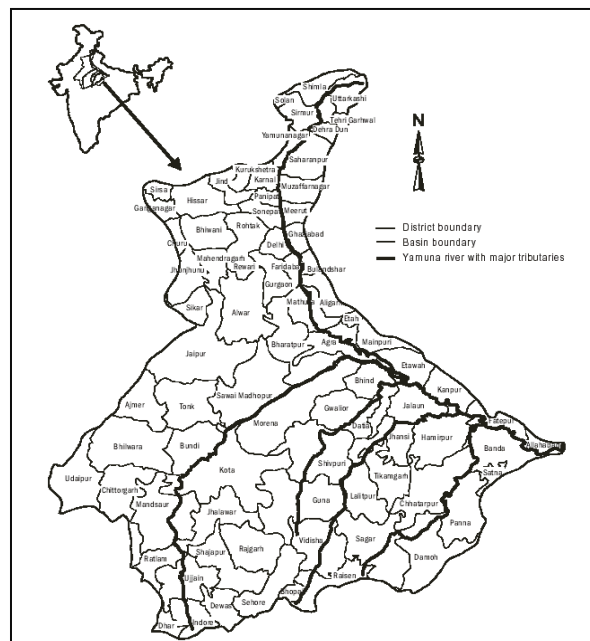 Shimla
Solan
Uttarkashi
Sirmur
Tehri Garhwal
Dehra Dun
Yamunanagar
N
Saharanpur
Kurukshetra
Karnal
Jind
Muzaffarnagar
Sirsa
Panipat
Hissar
Ganganagar
Sonepat
Meerut
Rohtak
Bhiwani
Ghaziabad
District boundary
Churu
Delhi
Basin boundary
Mahendragarh
Yamuna river with major tributaries
Rewari
Faridabad
Bulandshar
Jhunjhunu
Gurgaon
Mathura
Aligarh
Sikar
Alwar
Etah
Agra
Mainpuri
Bharatpur
Jaipur
Etawah
Bhind
Kanpur
Sawai Madhopur
Ajmer
Tonk
Gwalior
Jalaun
Morena
Fatepur
Datia
Jhansi
Hamirpur
Allahabad
Bhilwara
Bundi
Banda
Kota
Shivpuri
Satna
Udaipur
Tikamgarh
Chittorgarh
Guna
Lalitpur
Mandsaur
Chhatarpur
Jhalawar
Panna
Vidisha
Sagar
Ratlam
Shajapur
Rajgarh
Damoh
Ujjain
Raisen
Bhopal
Dewas
Sehore
Dhar
Indore